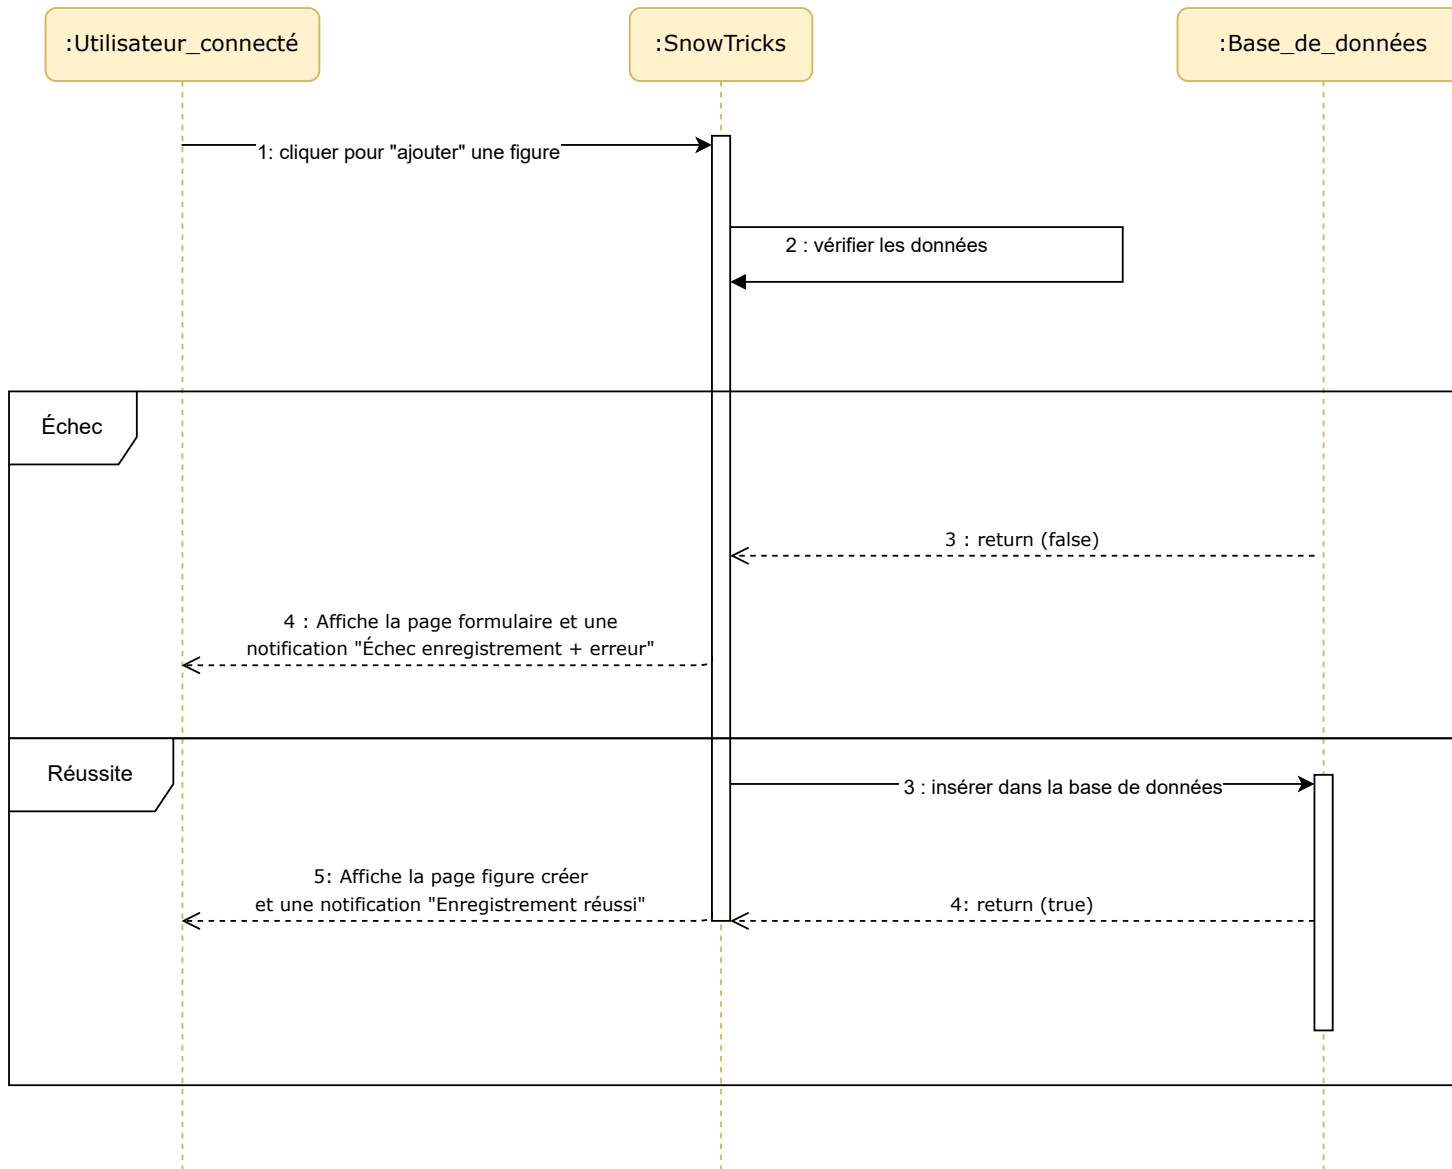 :Utilisateur_connecté
:SnowTricks
:Base_de_données
1: cliquer pour "ajouter" une figure
2 : vérifier les données
Échec
3 : return (false)
4 : Affiche la page formulaire et une
notification "Échec enregistrement + erreur"
Réussite
3 : insérer dans la base de données
5: Affiche la page figure créer
et une notification "Enregistrement réussi"
4: return (true)